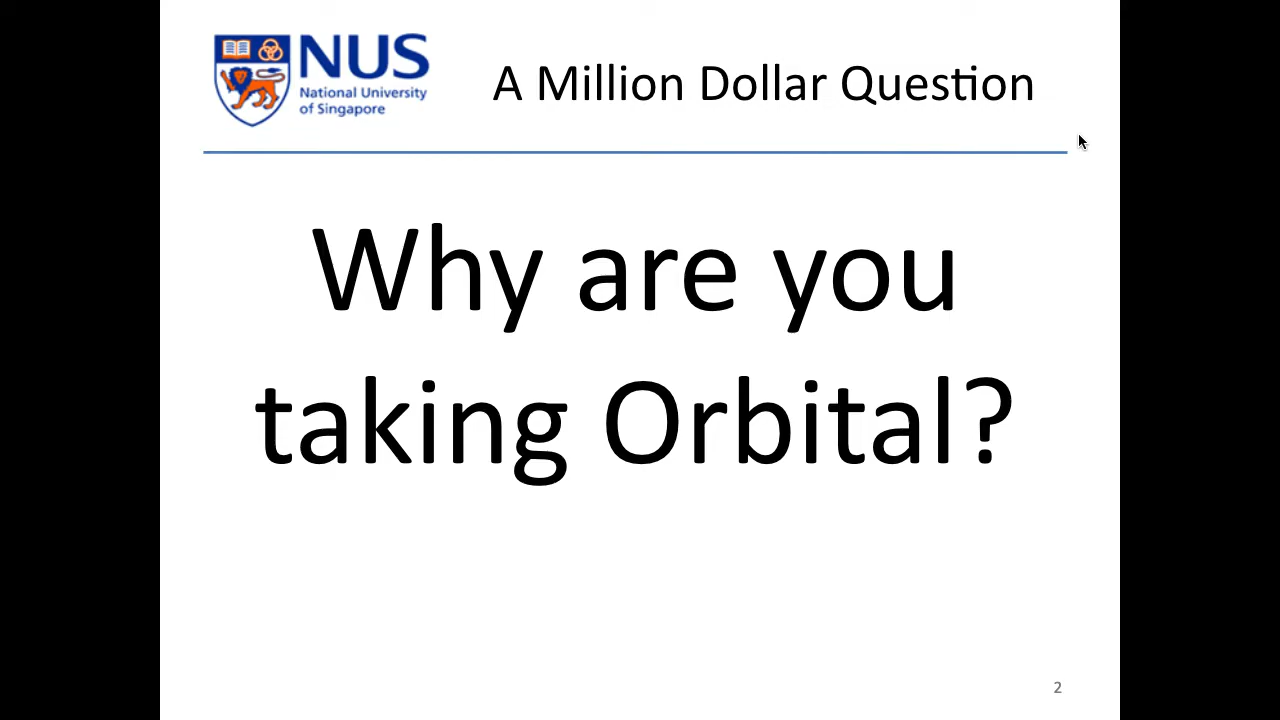 NUS
National University
of Singapore
A Million Dollar Question
Why are you
taking Orbital?
2